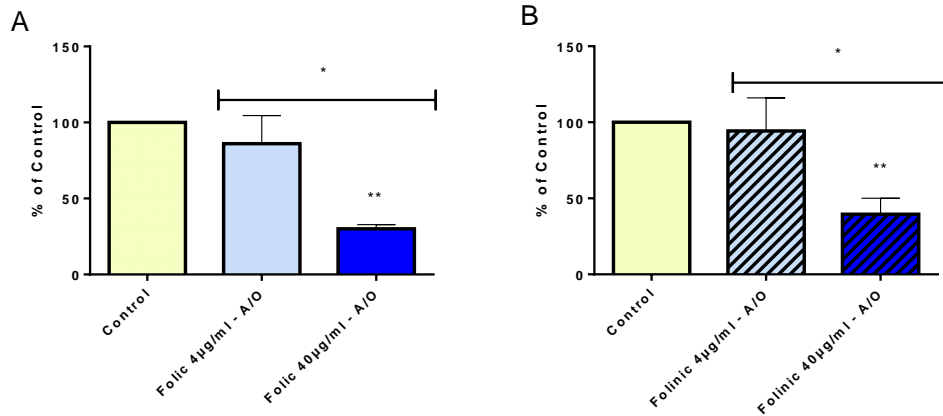 A
% of Control
150
100
50
0
*
**
Control
Folic 4µg/ml - A/O
Folic 40µg/ml - A/O
B
% of Control
150
100
50
0
*
**
Control
Folinic 4µg/ml - A/O
Folinic 40µg/ml - A/O